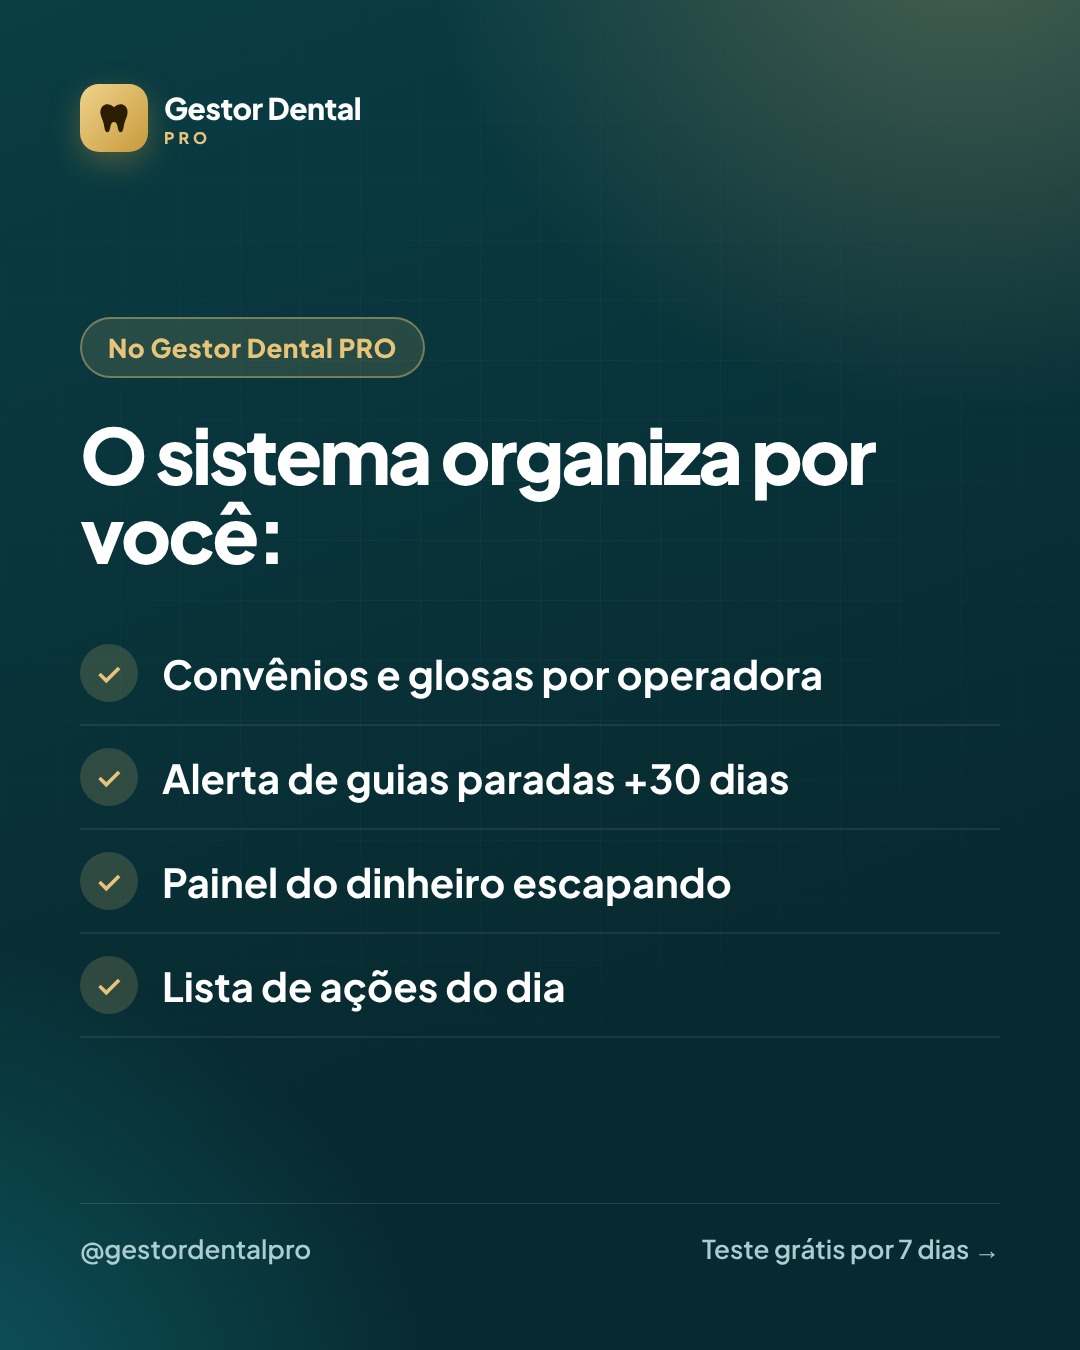 Gestor Dental
PRO
No Gestor Dental PRO
O sistema organiza por
você:
Convênios e glosas por operadora
Alerta de guias paradas +30 dias
Painel do dinheiro escapando
Lista de ações do dia
@gestordentalpro
Teste grátis por 7 dias →